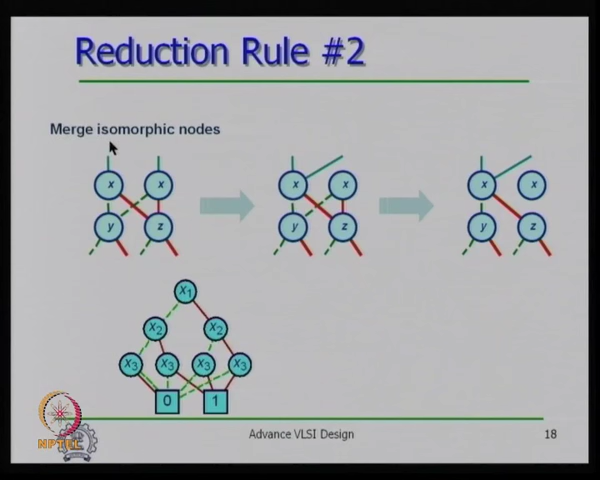 Reduction Rule #2
Merge isomorphic nodes
x x x x x x
y z y z y z
x1
x2 x2
x3 x3 x3 x3
0 1
NPTEL
Advance VLSI Design
18